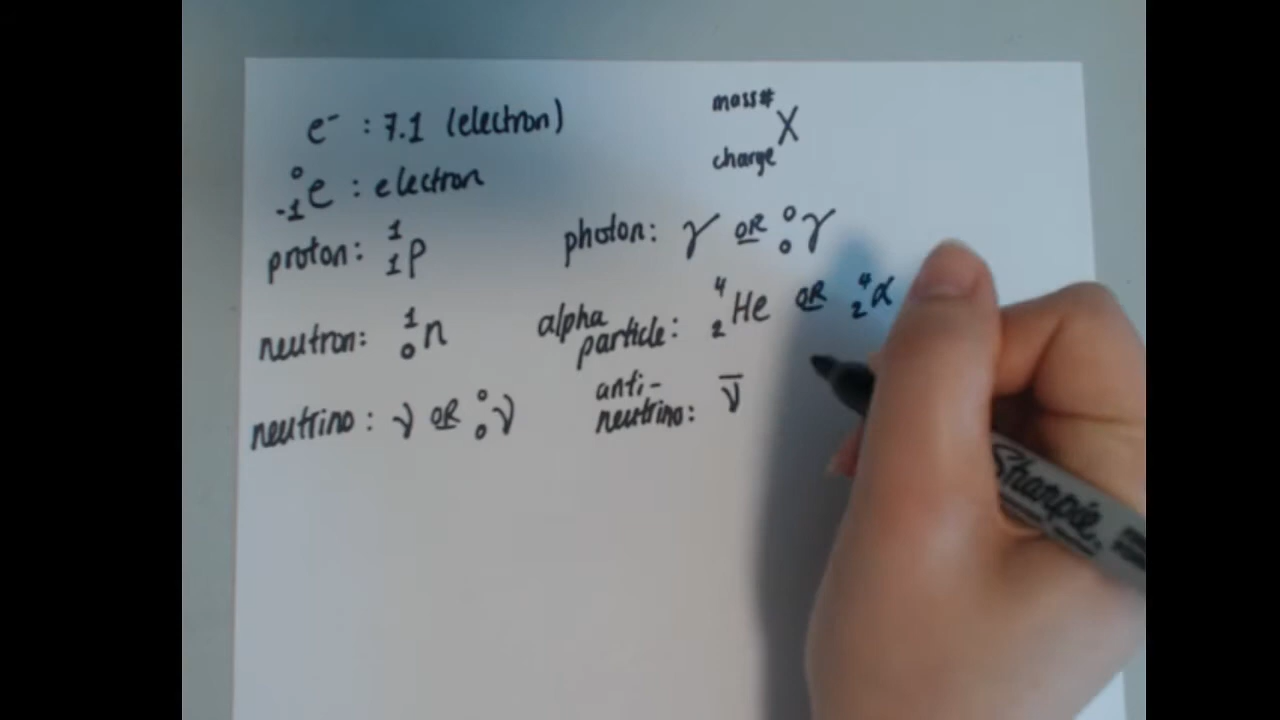 e⁻ : 7.1 (electron)
mass# X
charge
⁰₋₁e : electron
proton: ¹₁p
photon: γ OR ⁰₀γ
neutron: ¹₀n
alpha particle: ⁴₂He OR ⁴₂α
neutrino: ν OR ⁰₀ν
anti-
neutrino: ν̅
Sharpie